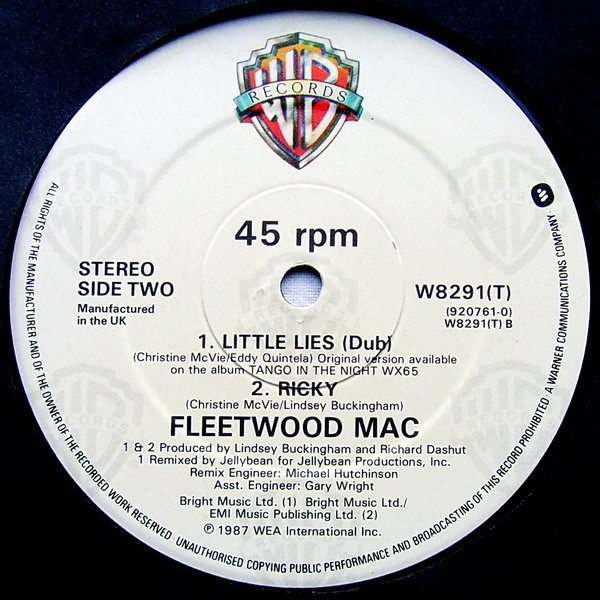 WB
RECORDS
45 rpm
STEREO
SIDE TWO
Manufactured
in the UK
W8291(T)
(920761-0)
W8291(T) B
1. LITTLE LIES (Dub)
(Christine McVie/Eddy Quintela) Original version available
on the album TANGO IN THE NIGHT WX65
2. RICKY
(Christine McVie/Lindsey Buckingham)
FLEETWOOD MAC
1 & 2 Produced by Lindsey Buckingham and Richard Dashut
1 Remixed by Jellybean for Jellybean Productions, Inc.
Remix Engineer: Michael Hutchinson
Asst. Engineer: Gary Wright
Bright Music Ltd. (1) Bright Music Ltd./
EMI Music Publishing Ltd. (2)
℗ 1987 WEA International Inc.
ALL RIGHTS OF THE MANUFACTURER AND OF THE OWNER OF THE RECORDED WORK RESERVED UNAUTHORISED COPYING PUBLIC PERFORMANCE AND BROADCASTING OF THIS RECORD PROHIBITED A WARNER COMMUNICATIONS COMPANY